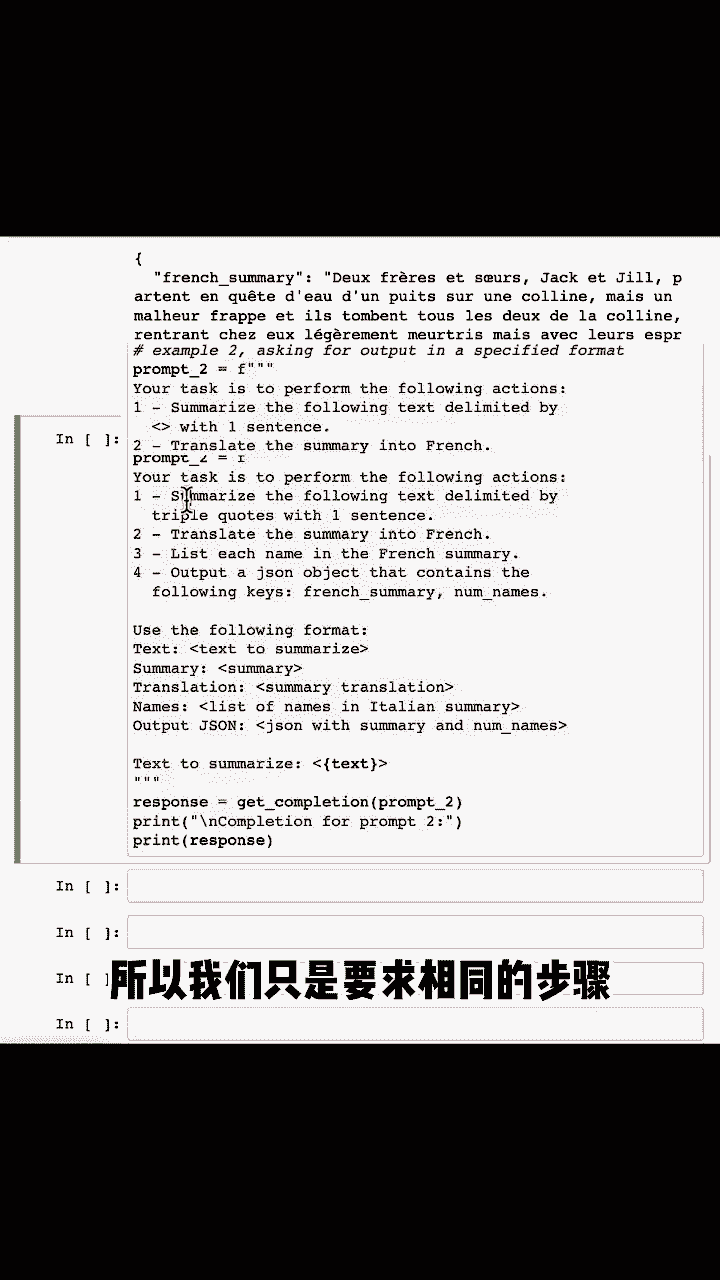 {
"french_summary": "Deux frères et sœurs, Jack et Jill, p
artent en quête d'eau d'un puits sur une colline, mais un
malheur frappe et ils tombent tous les deux de la colline,
rentrant chez eux légèrement meurtris mais avec leurs espr
# example 2, asking for output in a specified format
prompt_2 = f"""
Your task is to perform the following actions:
1 - Summarize the following text delimited by
<> with 1 sentence.
In [ ]:
2 - Translate the summary into French.
prompt_2 = f
Your task is to perform the following actions:
1 - Summarize the following text delimited by
triple quotes with 1 sentence.
2 - Translate the summary into French.
3 - List each name in the French summary.
4 - Output a json object that contains the
following keys: french_summary, num_names.
Use the following format:
Text: <text to summarize>
Summary: <summary>
Translation: <summary translation>
Names: <list of names in Italian summary>
Output JSON: <json with summary and num_names>
Text to summarize: <{text}>
"""
response = get_completion(prompt_2)
print("\nCompletion for prompt 2:")
print(response)
In [ ]:
In [ ]:
In [ ]
所以我们只是要求相同的步骤
In [ ]: